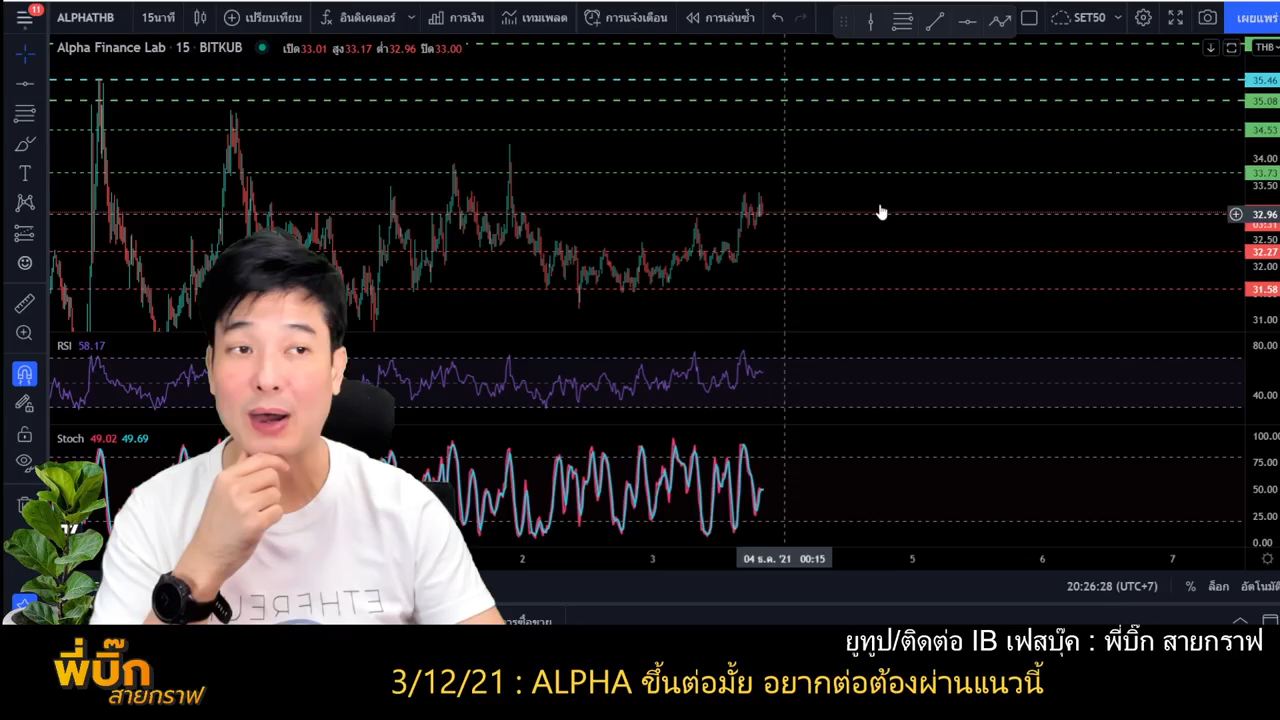 11
ALPHATHB 15นาที เปรียบเทียบ อินดิเคเตอร์ การเงิน เทมเพลต การแจ้งเตือน การเล่นซ้ำ SET50 เผยแพร่
Alpha Finance Lab · 15 · BITKUB เปิด33.01 สูง33.17 ต่ำ32.96 ปิด33.00
THB
35.46
35.08
34.53
34.00
33.73
33.50
32.96
03:31
32.50
32.27
32.00
31.58
31.00
RSI 58.17
80.00
40.00
Stoch 49.02 49.69
100.00
75.00
50.00
25.00
0.00
2 3 04 ธ.ค. '21 00:15 5 6 7
20:26:28 (UTC+7) % ล็อก อัตโนมัติ
ETHEREU
ยูทูป/ติดต่อ IB เฟสบุ๊ค : พี่บิ๊ก สายกราฟ
พี่บิ๊ก
สายกราฟ
3/12/21 : ALPHA ขึ้นต่อมั้ย อยากต่อต้องผ่านแนวนี้